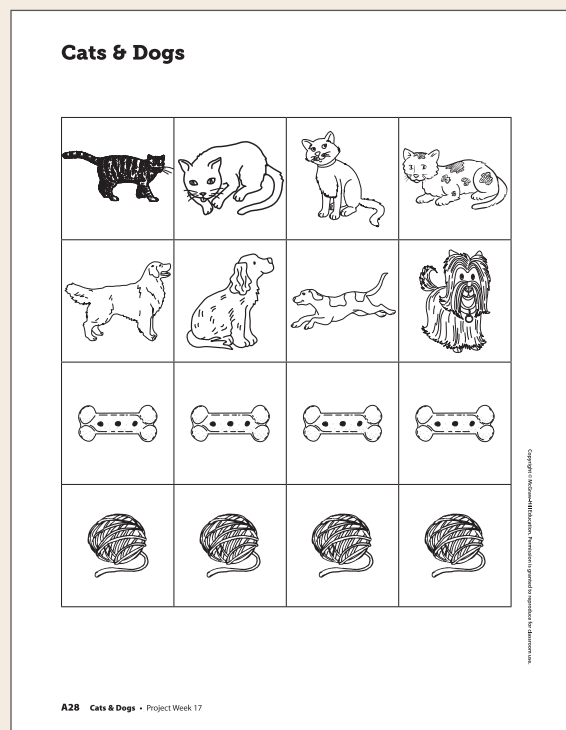 Cats & Dogs
Copyright © McGraw-Hill Education. Permission is granted to reproduce for classroom use.
A28 Cats & Dogs • Project Week 17